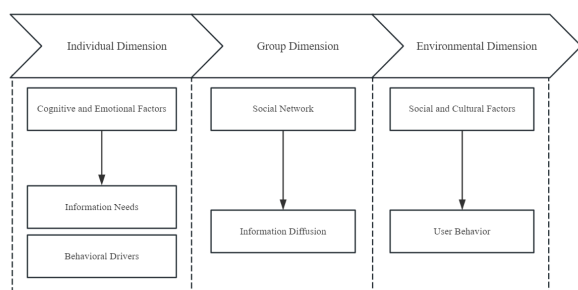 Individual Dimension
Group Dimension
Environmental Dimension
Cognitive and Emotional Factors
Social Network
Social and Cultural Factors
Information Needs
Information Diffusion
User Behavior
Behavioral Drivers